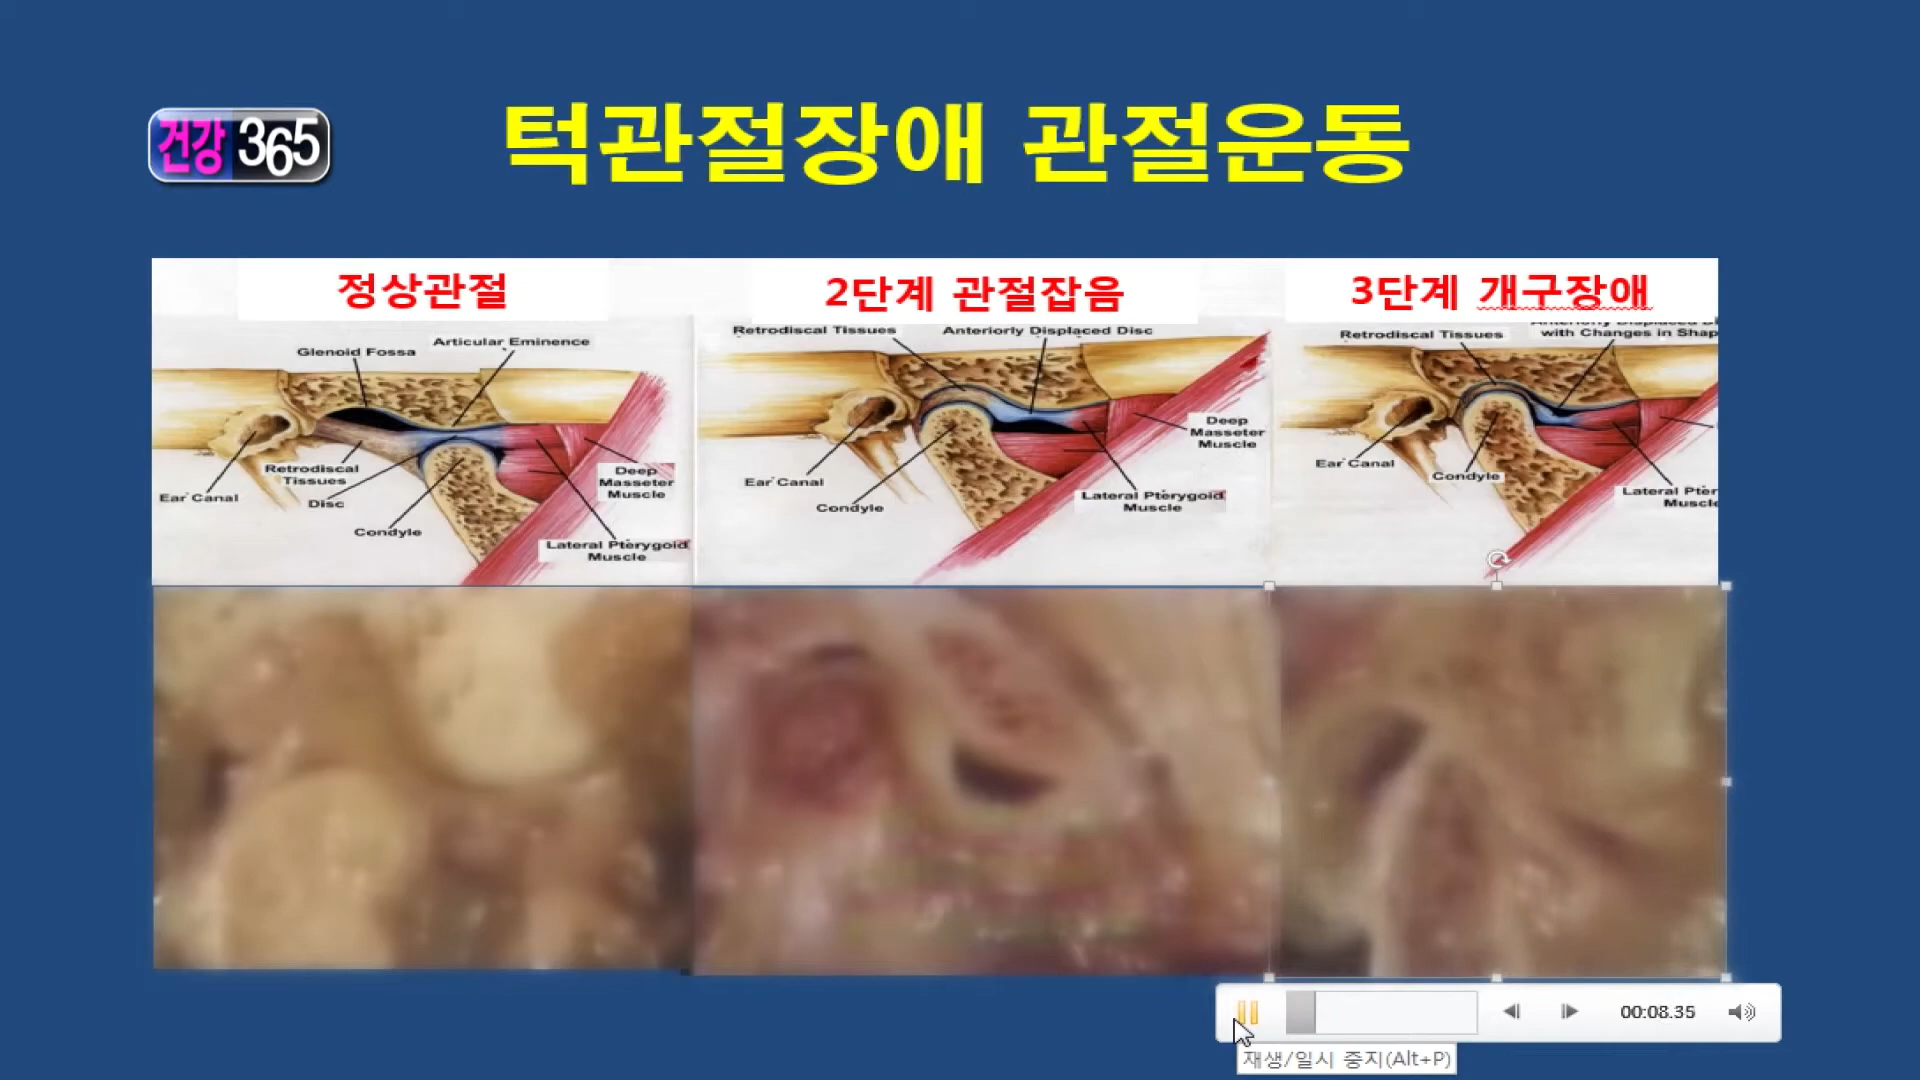 건강 365
턱관절장애 관절운동
정상관절
Glenoid Fossa
Articular Eminence
Ear Canal
Retrodiscal
Tissues
Disc
Condyle
Deep
Masseter
Muscle
Lateral Pterygoid
Muscle
2단계 관절잡음
Retrodiscal Tissues
Anteriorly Displaced Disc
Ear Canal
Condyle
Deep
Masseter
Muscle
Lateral Pterygoid
Muscle
3단계 개구장애
Retrodiscal Tissues
Anteriorly Displaced
with Changes in Shap
Ear Canal
Condyle
Lateral Pter
Muscle
00:08.35
재생/일시 중지(Alt+P)